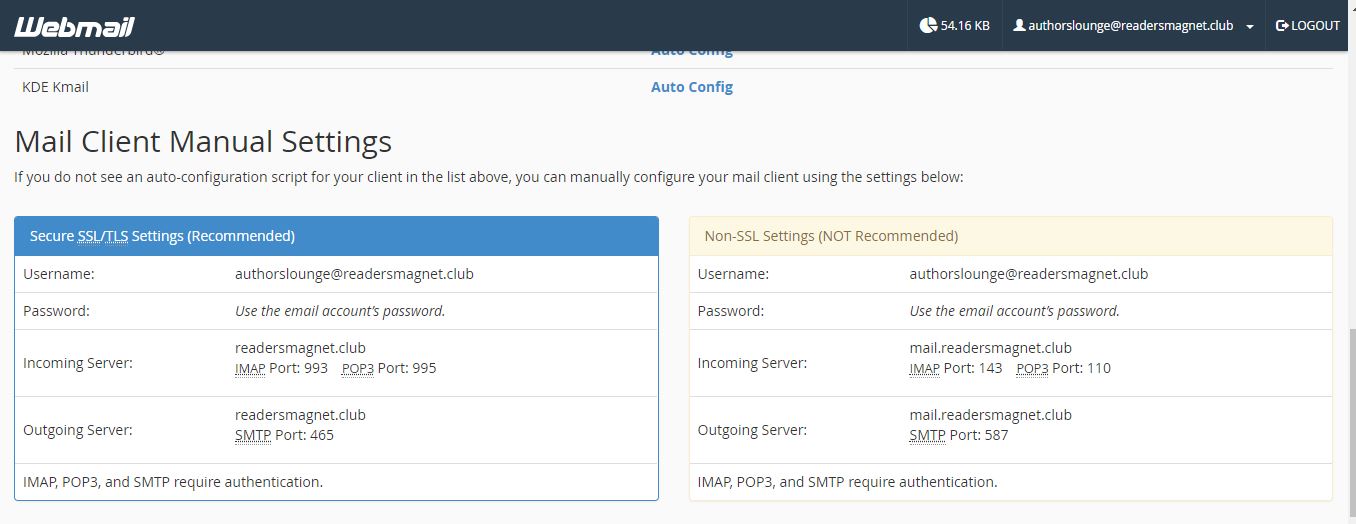 Webmail
54.16 KB
authorslounge@readersmagnet.club
LOGOUT
Mozilla Thunderbird®
Auto Config
KDE Kmail
Auto Config
Mail Client Manual Settings
If you do not see an auto-configuration script for your client in the list above, you can manually configure your mail client using the settings below:
Secure SSL/TLS Settings (Recommended)
Username:
authorslounge@readersmagnet.club
Password:
Use the email account’s password.
Incoming Server:
readersmagnet.club
IMAP Port: 993 POP3 Port: 995
Outgoing Server:
readersmagnet.club
SMTP Port: 465
IMAP, POP3, and SMTP require authentication.
Non-SSL Settings (NOT Recommended)
Username:
authorslounge@readersmagnet.club
Password:
Use the email account’s password.
Incoming Server:
mail.readersmagnet.club
IMAP Port: 143 POP3 Port: 110
Outgoing Server:
mail.readersmagnet.club
SMTP Port: 587
IMAP, POP3, and SMTP require authentication.